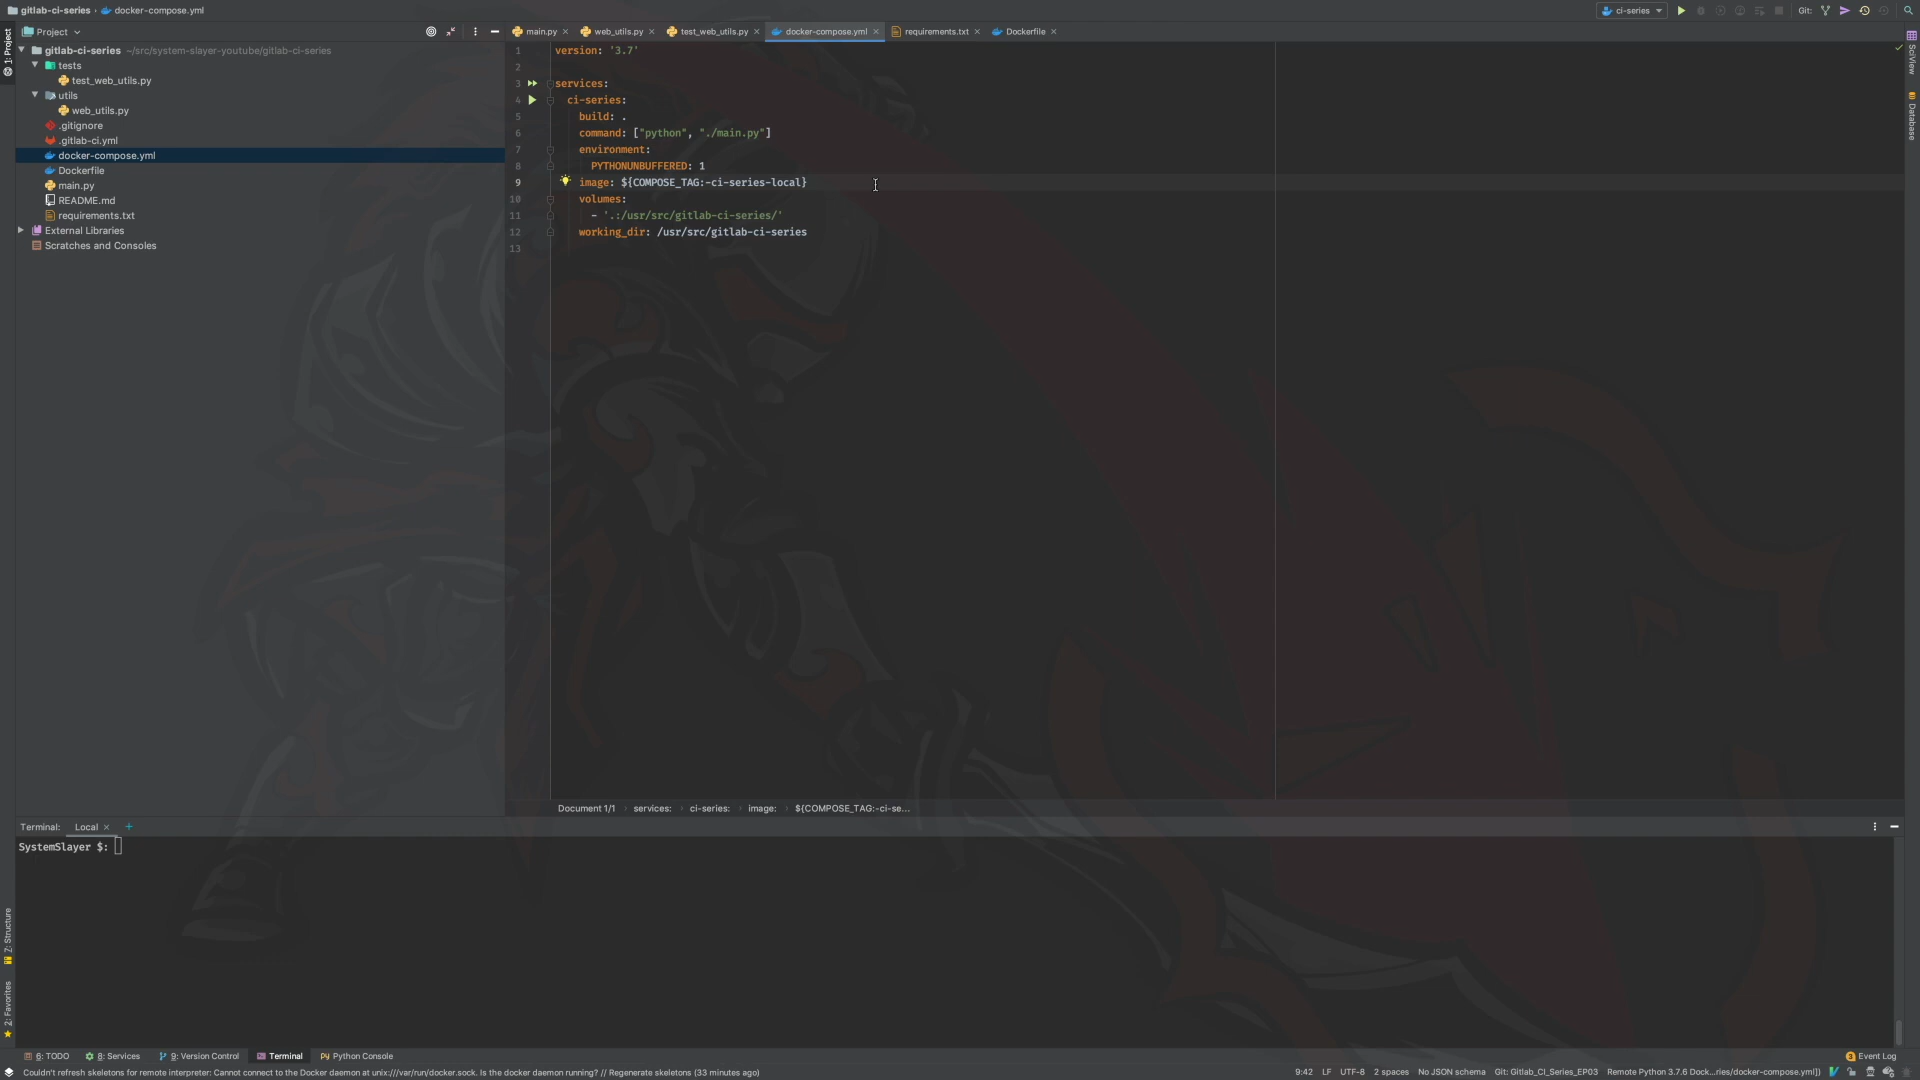 gitlab-ci-series › docker-compose.yml
ci-series
Git:
Project
gitlab-ci-series ~/src/system-slayer-youtube/gitlab-ci-series
tests
test_web_utils.py
utils
web_utils.py
.gitignore
.gitlab-ci.yml
docker-compose.yml
Dockerfile
main.py
README.md
requirements.txt
External Libraries
Scratches and Consoles
1: Project
7: Structure
2: Favorites
main.py
web_utils.py
test_web_utils.py
docker-compose.yml
requirements.txt
Dockerfile
1 version: '3.7'
2
3 services:
4 ci-series:
5 build: .
6 command: ["python", "./main.py"]
7 environment:
8 PYTHONUNBUFFERED: 1
9 image: ${COMPOSE_TAG:-ci-series-local}
10 volumes:
11 - '.:/usr/src/gitlab-ci-series/'
12 working_dir: /usr/src/gitlab-ci-series
13
SciView
Database
Document 1/1 › services: › ci-series: › image: › ${COMPOSE_TAG:-ci-se...
Terminal: Local
SystemSlayer $:
6: TODO 8: Services 9: Version Control Terminal Python Console
3 Event Log
Couldn't refresh skeletons for remote interpreter: Cannot connect to the Docker daemon at unix:///var/run/docker.sock. Is the docker daemon running? // Regenerate skeletons (33 minutes ago)
9:42 LF UTF-8 2 spaces No JSON schema Git: Gitlab_CI_Series_EP03 Remote Python 3.7.6 Dock...ries/docker-compose.yml)